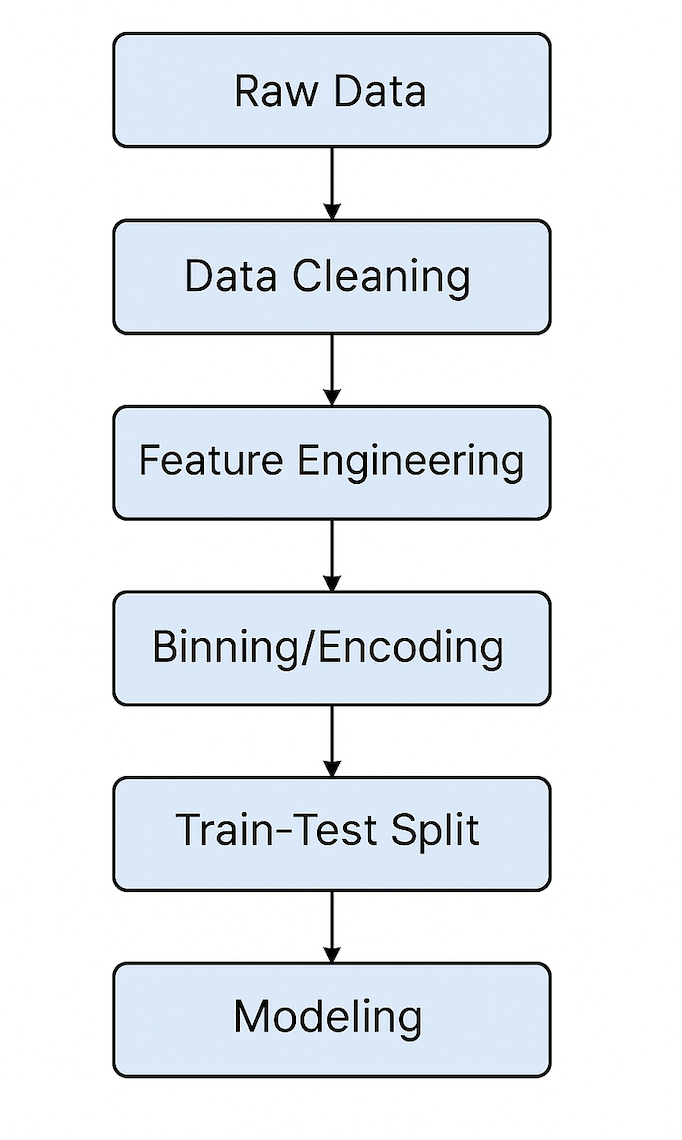 Raw Data
Data Cleaning
Feature Engineering
Binning/Encoding
Train-Test Split
Modeling